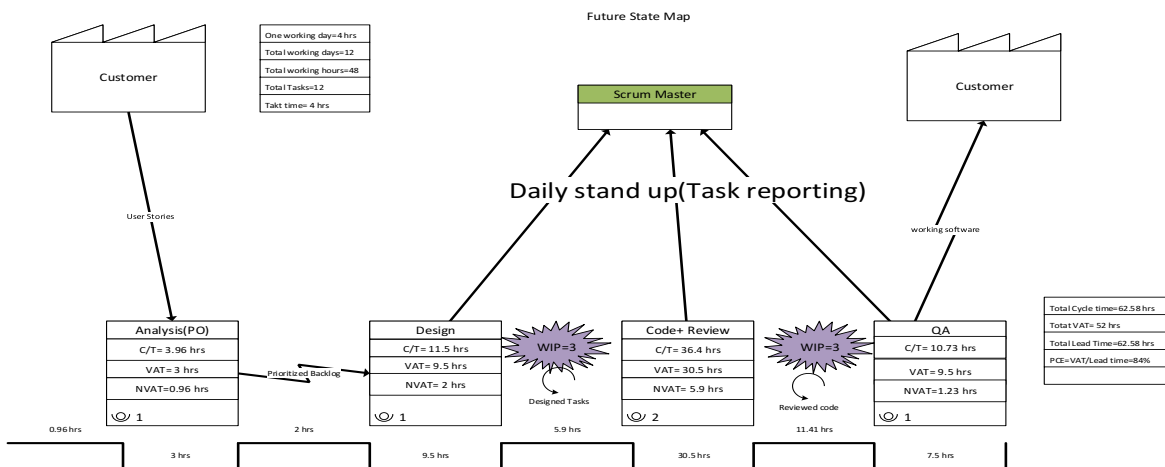 Future State Map
Customer
One working day=4 hrs
Total working days=12
Total working hours=48
Total Tasks=12
Takt time= 4 hrs
Scrum Master
Customer
Daily stand up(Task reporting)
User Stories
working software
Analysis(PO)
C/T= 3.96 hrs
VAT= 3 hrs
NVAT=0.96 hrs
1
Prioritized Backlog
Design
C/T= 11.5 hrs
VAT= 9.5 hrs
NVAT= 2 hrs
1
WIP=3
Designed Tasks
Code+ Review
C/T= 36.4 hrs
VAT= 30.5 hrs
NVAT= 5.9 hrs
2
WIP=3
Reviewed code
QA
C/T= 10.73 hrs
VAT= 9.5 hrs
NVAT= 1.23 hrs
1
Total Cycle time=62.58 hrs
Totat VAT= 52 hrs
Total Lead Time=62.58 hrs
PCE=VAT/Lead time=84%
0.96 hrs
2 hrs
5.9 hrs
11.41 hrs
3 hrs
9.5 hrs
30.5 hrs
7.5 hrs